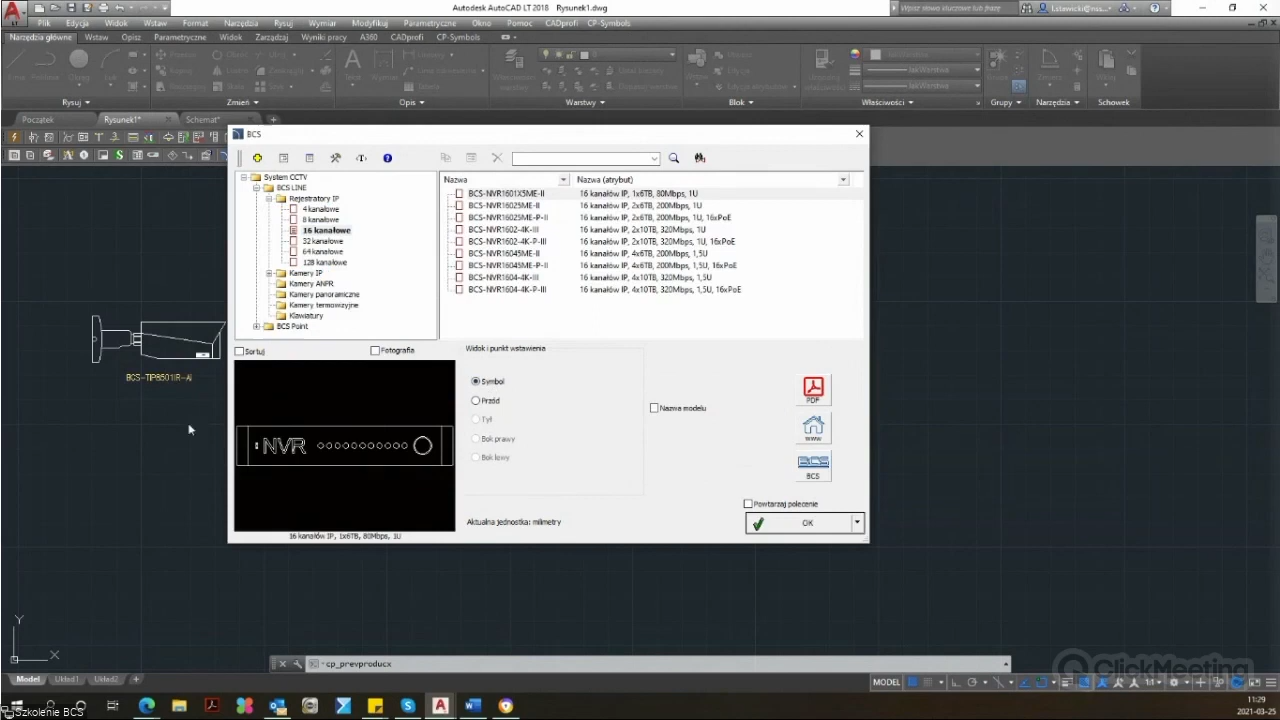 Autodesk AutoCAD LT 2018 Rysunek1.dwg
Wpisz słowo kluczowe lub frazę
l.stawicki@nss...
Plik Edycja Widok Wstaw Format Narzędzia Rysuj Wymiar Modyfikuj Parametryczne Okno Pomoc CADprofi CP-Symbols
Narzędzia główne Wstaw Opisz Parametryczne Widok Zarządzaj Wyniki pracy A360 CADprofi CP-Symbols
Rysuj Zmień Opis Warstwy Blok Właściwości Grupy Narzędzia Schowek
Początek Rysunek1* Schemat*
BCS
System CCTV
BCS LINE
Rejestratory IP
4 kanałowe
8 kanałowe
16 kanałowe
32 kanałowe
64 kanałowe
128 kanałowe
Kamery IP
Kamery ANPR
Kamery panoramiczne
Kamery termowizyjne
Klawiatury
BCS Point
Nazwa Nazwa (atrybut)
BCS-NVR1601X5ME-II 16 kanałów IP, 1x6TB, 80Mbps, 1U
BCS-NVR16025ME-II 16 kanałów IP, 2x6TB, 200Mbps, 1U
BCS-NVR16025ME-P-II 16 kanałów IP, 2x6TB, 200Mbps, 1U, 16xPoE
BCS-NVR1602-4K-III 16 kanałów IP, 2x10TB, 320Mbps, 1U
BCS-NVR1602-4K-P-III 16 kanałów IP, 2x10TB, 320Mbps, 1U, 16xPoE
BCS-NVR16045ME-II 16 kanałów IP, 4x6TB, 200Mbps, 1,5U
BCS-NVR16045ME-P-II 16 kanałów IP, 4x6TB, 200Mbps, 1,5U, 16xPoE
BCS-NVR1604-4K-III 16 kanałów IP, 4x10TB, 320Mbps, 1,5U
BCS-NVR1604-4K-P-III 16 kanałów IP, 4x10TB, 320Mbps, 1,5U, 16xPoE
Sortuj Fotografia
Widok i punkt wstawienia
Symbol
Przód
Tył
Bok prawy
Bok lewy
Nazwa modelu
PDF
WWW
BCS
BCS
Powtarzaj polecenie
OK
Aktualna jednostka: milimetry
NVR
16 kanałów IP, 1x6TB, 80Mbps, 1U
BCS-TIP8501IR-AI
Y
X
cp_prevproducx
Model Układ1 Układ2
MODEL
1:1
ClickMeeting
Szkolenie BCS
11:29
2021-03-25